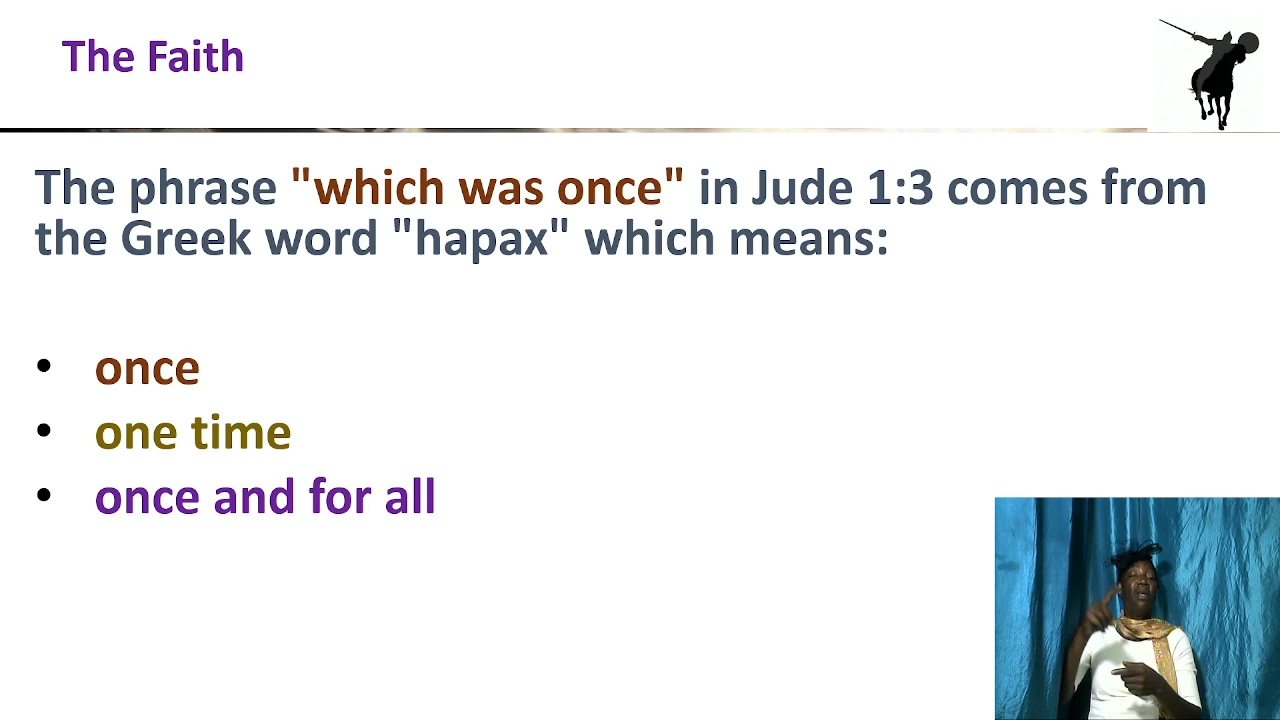 The Faith
The phrase "which was once" in Jude 1:3 comes from
the Greek word "hapax" which means:
• once
• one time
• once and for all